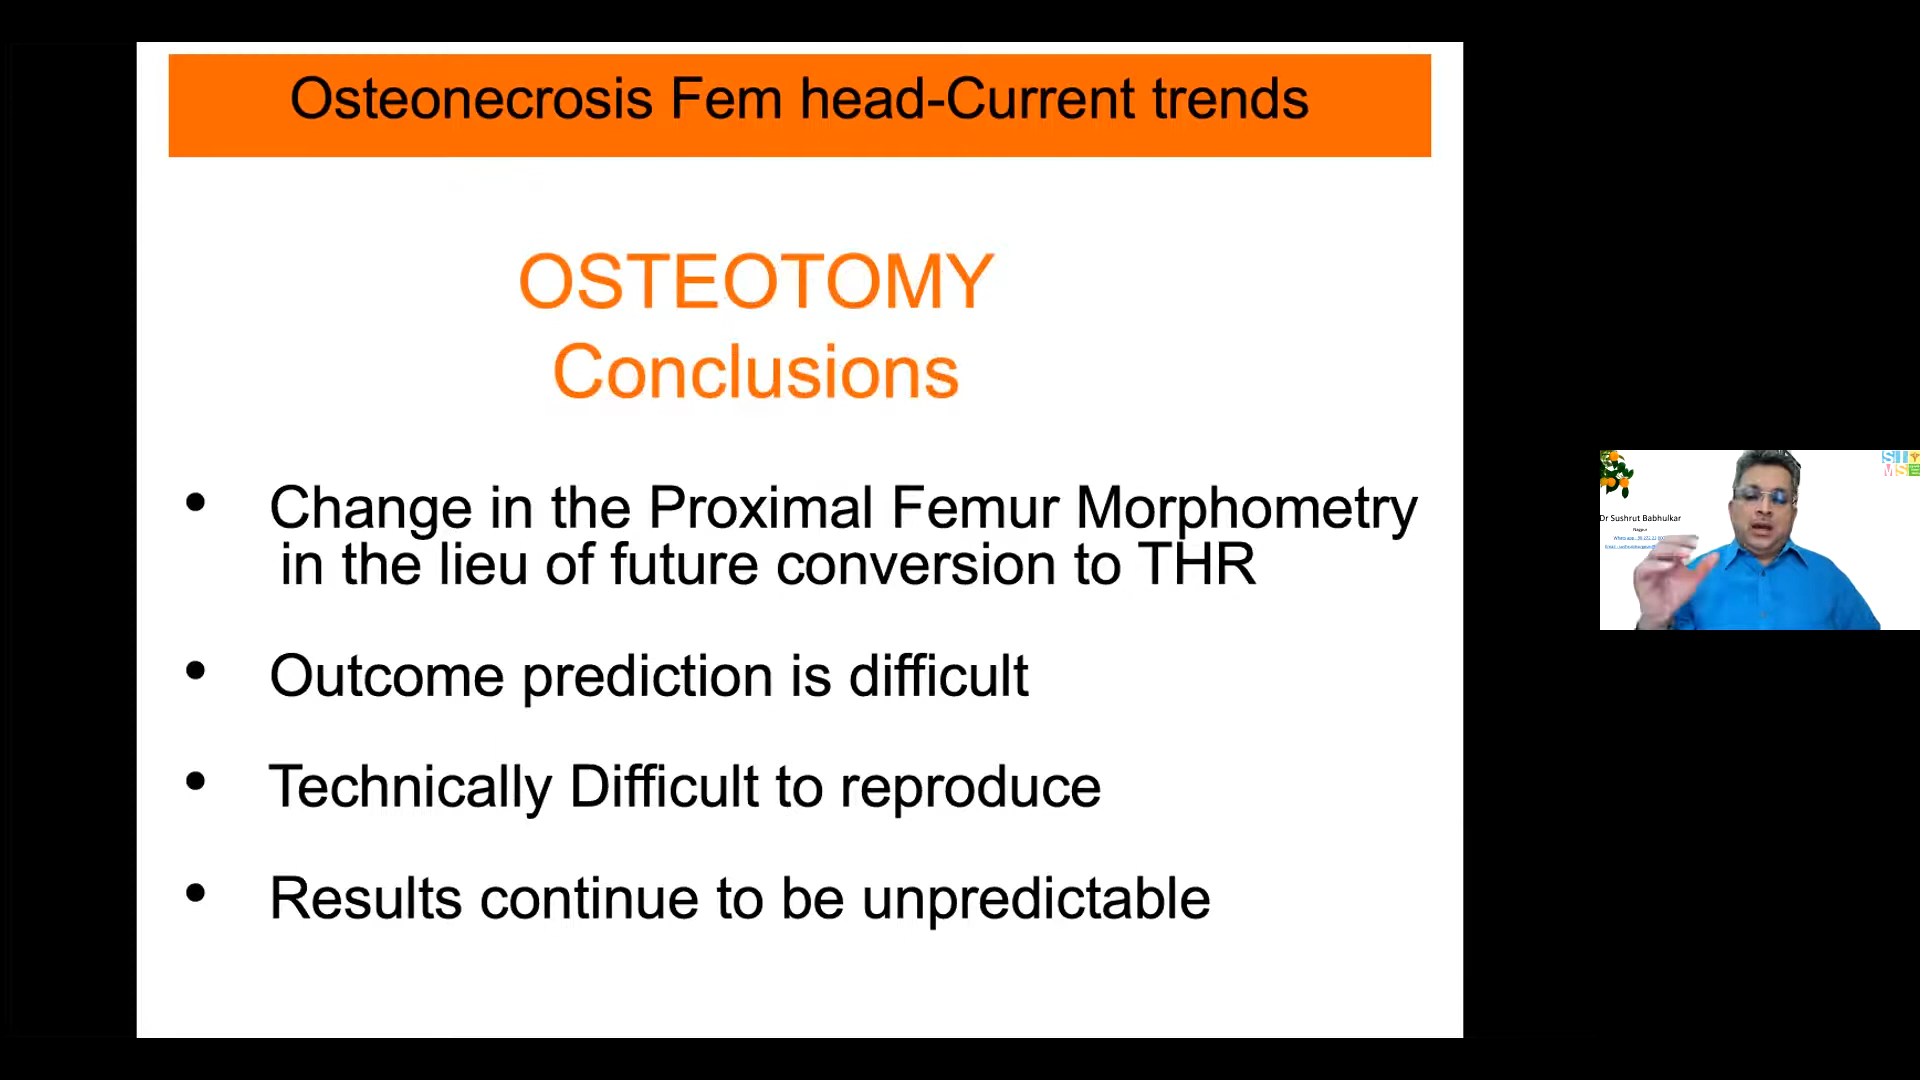 Osteonecrosis Fem head-Current trends
OSTEOTOMY
Conclusions
• Change in the Proximal Femur Morphometry
in the lieu of future conversion to THR
• Outcome prediction is difficult
• Technically Difficult to reproduce
• Results continue to be unpredictable
Dr Sushrut Babhulkar
Nagpur